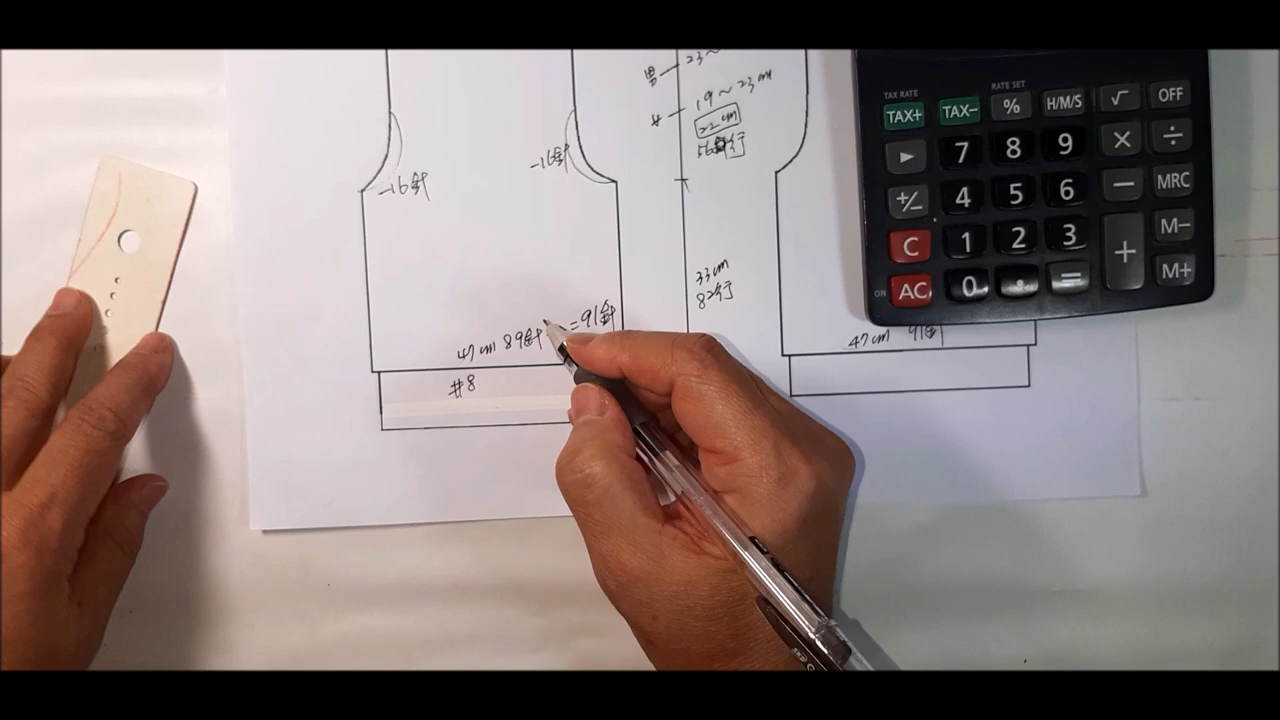 男 23~
女 19~23cm
22cm
56行
-16針
-16針
33cm
82行
47cm 89針 =91針
#8
47cm 91針
TAX RATE
RATE SET
TAX+ TAX- % H/M/S √ OFF
► 7 8 9 × ÷
+/- 4 5 6 − MRC
C 1 2 3 + M−
ON AC 0 • = M+